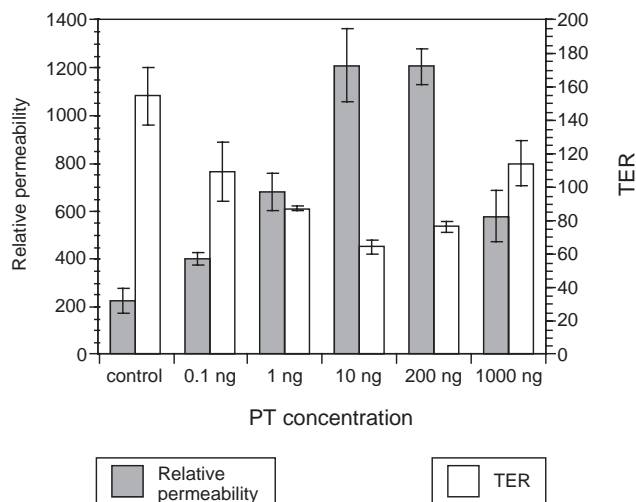 1400
1200
1000
800
600
400
200
0
Relative permeability
200
180
160
140
120
100
80
60
40
20
0
TER
control 0.1 ng 1 ng 10 ng 200 ng 1000 ng
PT concentration
Relative
permeability
TER